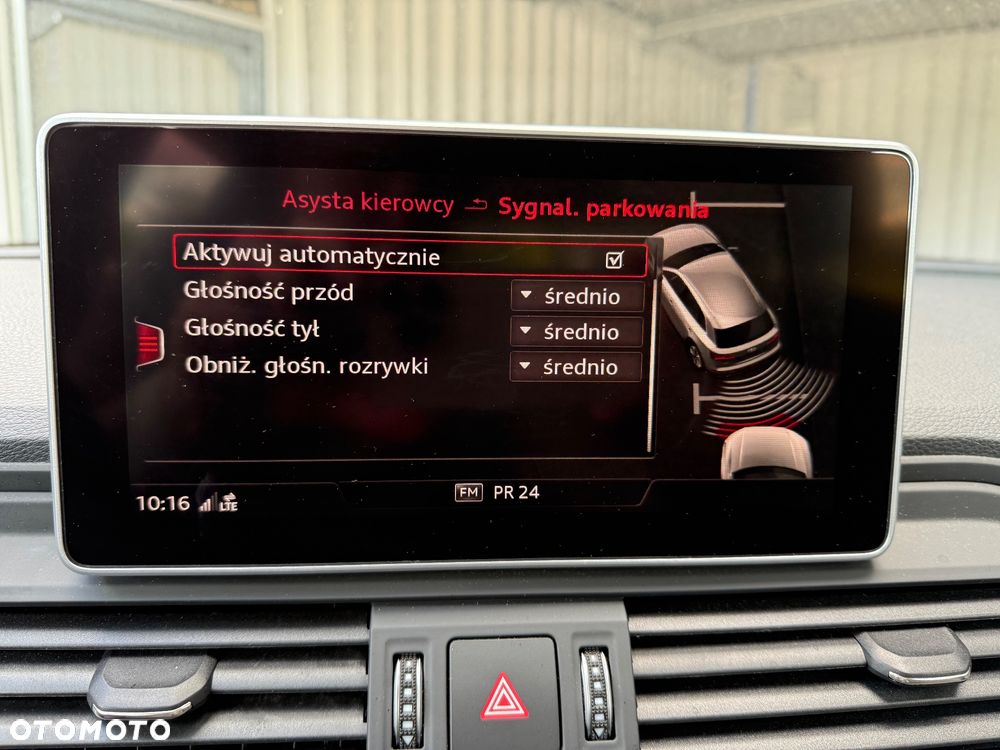 Asysta kierowcy Sygnal. parkowania
Aktywuj automatycznie
Głośność przód średnio
Głośność tył średnio
Obniż. głośn. rozrywki średnio
10:16 LTE FM PR 24
OTOMOTO